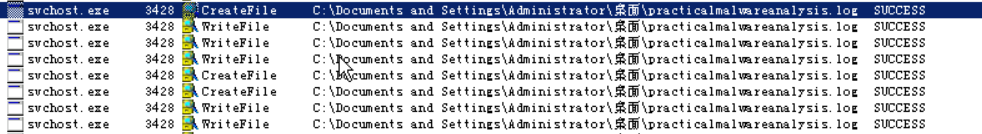 svchost.exe 3428 CreateFile C:\Documents and Settings\Administrator\桌面\practicalmalwareanalysis.log SUCCESS
svchost.exe 3428 WriteFile C:\Documents and Settings\Administrator\桌面\practicalmalwareanalysis.log SUCCESS
svchost.exe 3428 WriteFile C:\Documents and Settings\Administrator\桌面\practicalmalwareanalysis.log SUCCESS
svchost.exe 3428 WriteFile C:\Documents and Settings\Administrator\桌面\practicalmalwareanalysis.log SUCCESS
svchost.exe 3428 CreateFile C:\Documents and Settings\Administrator\桌面\practicalmalwareanalysis.log SUCCESS
svchost.exe 3428 CreateFile C:\Documents and Settings\Administrator\桌面\practicalmalwareanalysis.log SUCCESS
svchost.exe 3428 WriteFile C:\Documents and Settings\Administrator\桌面\practicalmalwareanalysis.log SUCCESS
svchost.exe 3428 WriteFile C:\Documents and Settings\Administrator\桌面\practicalmalwareanalysis.log SUCCESS